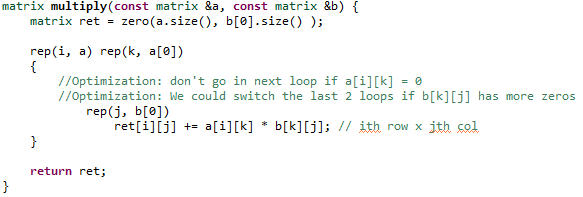 matrix multiply(const matrix &a, const matrix &b) {
    matrix ret = zero(a.size(), b[0].size() );

    rep(i, a) rep(k, a[0])
    {
        //Optimization: don't go in next loop if a[i][k] = 0
        //Optimization: We could switch the last 2 loops if b[k][j] has more zeros
            rep(j, b[0])
                ret[i][j] += a[i][k] * b[k][j]; // ith row x jth col
    }

    return ret;
}